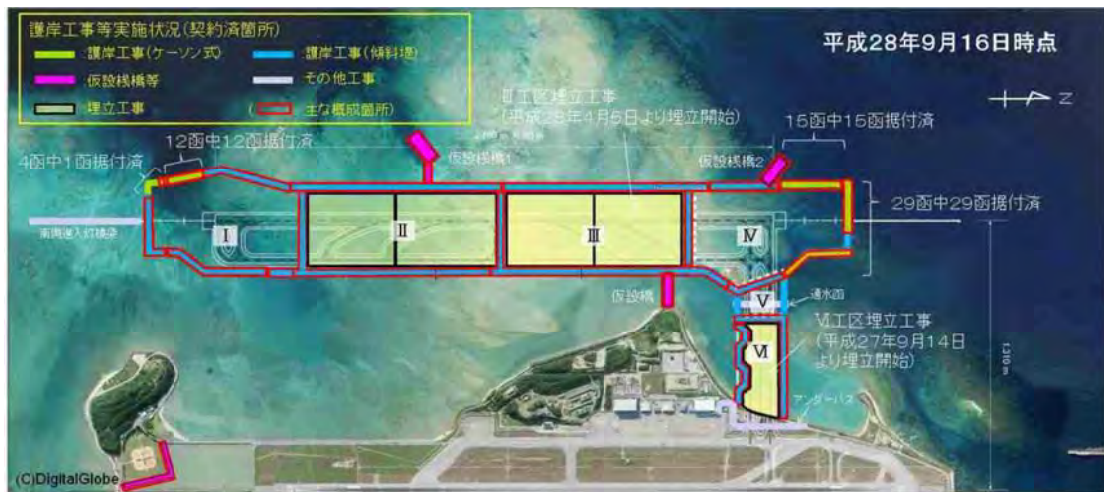 護岸工事等実施状況(契約済箇所)
護岸工事(ケーソン式)
護岸工事(傾斜堤)
仮設桟橋等
その他工事
埋立工事
(主な概成箇所)
平成28年9月16日時点
N
Ⅲ工区埋立工事
(平成28年4月5日より埋立開始)
15函中15函据付済
12函中12函据付済
4函中1函据付済
仮設桟橋1
仮設桟橋2
29函中29函据付済
Ⅰ
Ⅱ
Ⅲ
Ⅳ
仮設橋
Ⅴ
通水路
Ⅵ工区埋立工事
(平成27年9月14日
より埋立開始)
Ⅵ
1,310m
アンダーパス
(C)DigitalGlobe